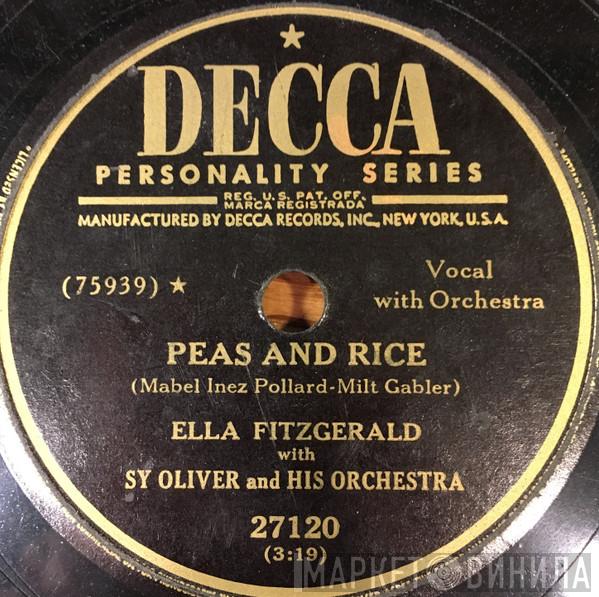 DECCA
PERSONALITY SERIES
REG. U.S. PAT. OFF.
MARCA REGISTRADA
MANUFACTURED BY DECCA RECORDS, INC., NEW YORK, U.S.A.
(75939) ★
Vocal
with Orchestra
PEAS AND RICE
(Mabel Inez Pollard-Milt Gabler)
ELLA FITZGERALD
with
SY OLIVER and HIS ORCHESTRA
27120
(3:19)
МАРКЕТ ВИНИЛА